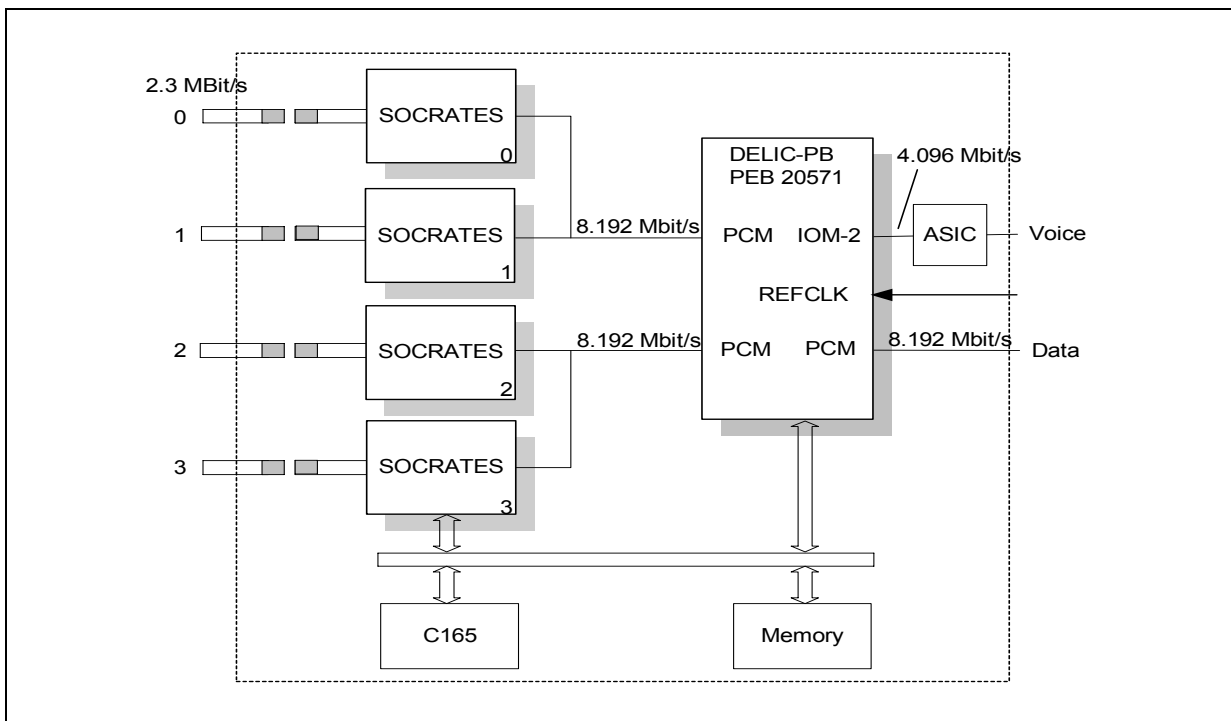 2.3 MBit/s
0
SOCRATES
0
1
SOCRATES
1
8.192 Mbit/s
2
SOCRATES
2
8.192 Mbit/s
3
SOCRATES
3
DELIC-PB
PEB 20571
4.096 Mbit/s
PCM IOM-2
ASIC
Voice
REFCLK
PCM PCM
8.192 Mbit/s
Data
C165
Memory